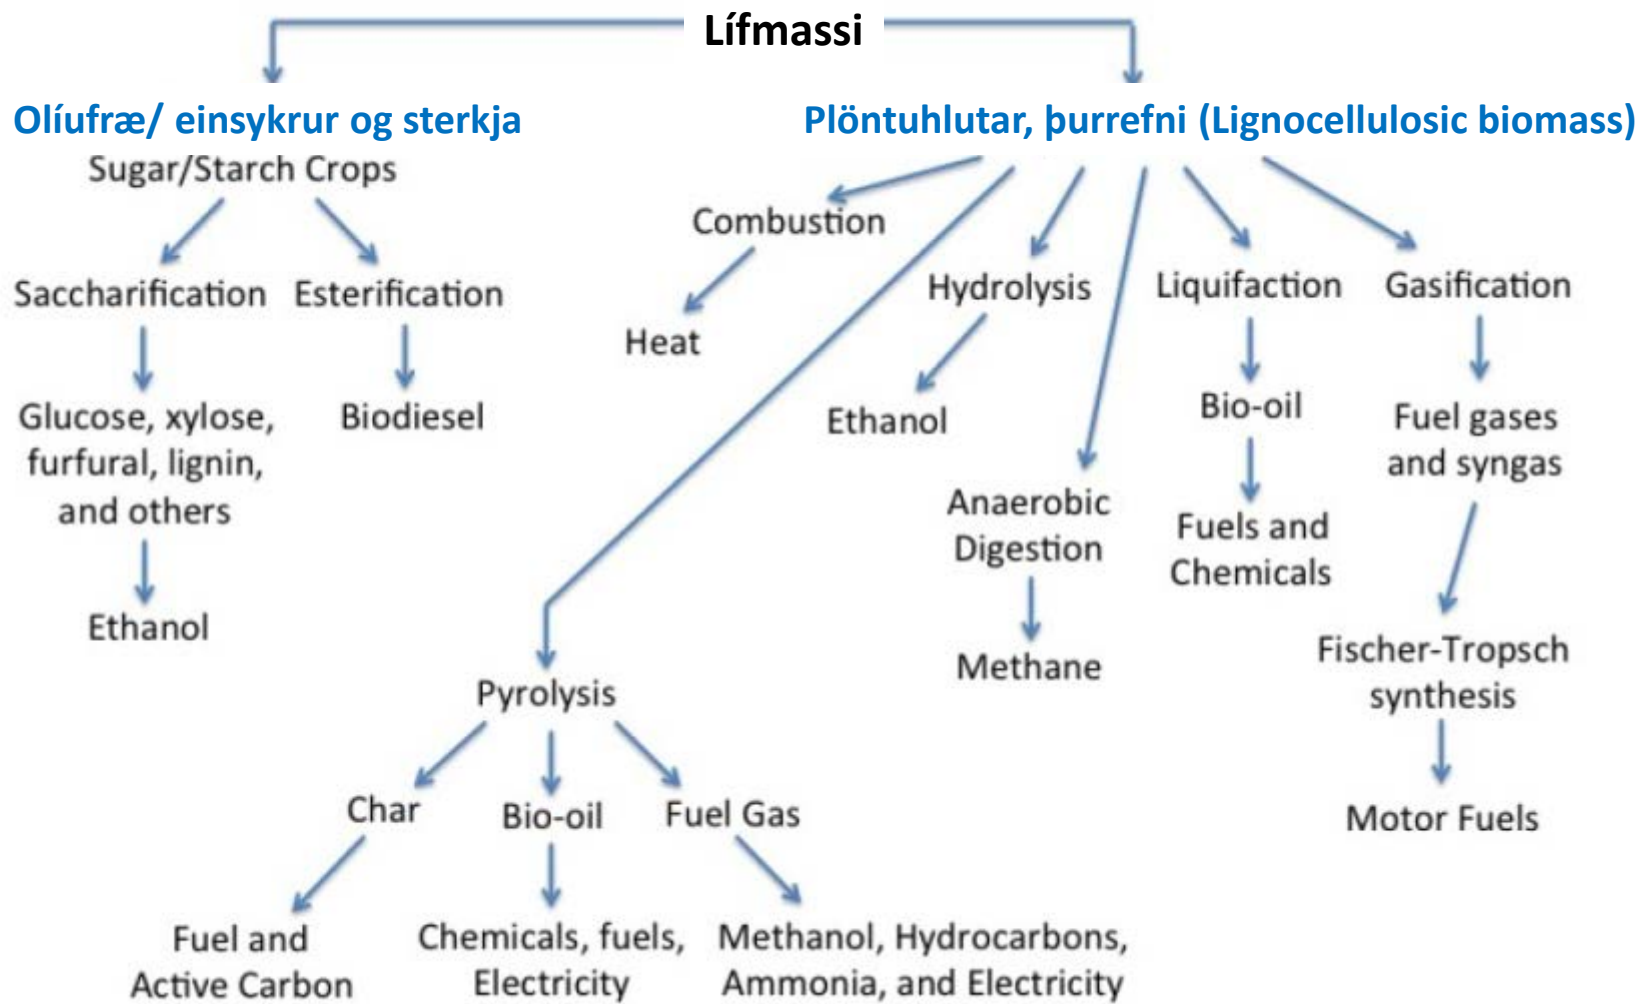 Lífmassi
Olíufræ/ einsykrur og sterkja
Plöntuhlutar, þurrefni (Lignocellulosic biomass)
Sugar/Starch Crops
Combustion
Saccharification
Esterification
Hydrolysis
Liquifaction
Gasification
Heat
Glucose, xylose,
furfural, lignin,
and others
Biodiesel
Ethanol
Bio-oil
Fuel gases
and syngas
Anaerobic
Digestion
Fuels and
Chemicals
Ethanol
Methane
Fischer-Tropsch
synthesis
Pyrolysis
Char
Bio-oil
Fuel Gas
Motor Fuels
Fuel and
Active Carbon
Chemicals, fuels,
Electricity
Methanol, Hydrocarbons,
Ammonia, and Electricity